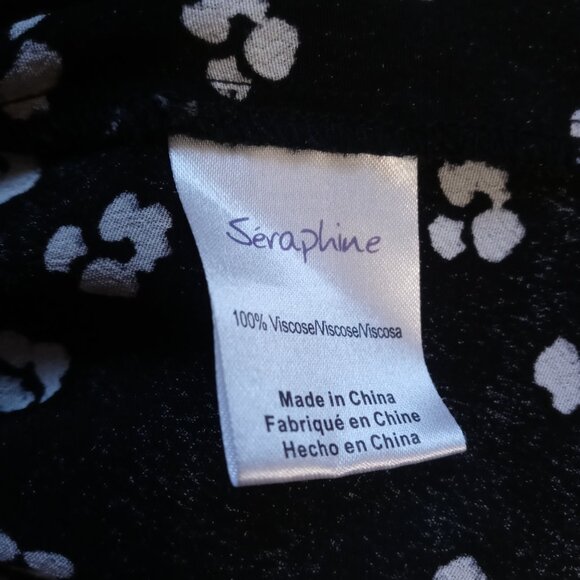 Séraphine
100% Viscose/Viscose/Viscosa
Made in China
Fabriqué en Chine
Hecho en China